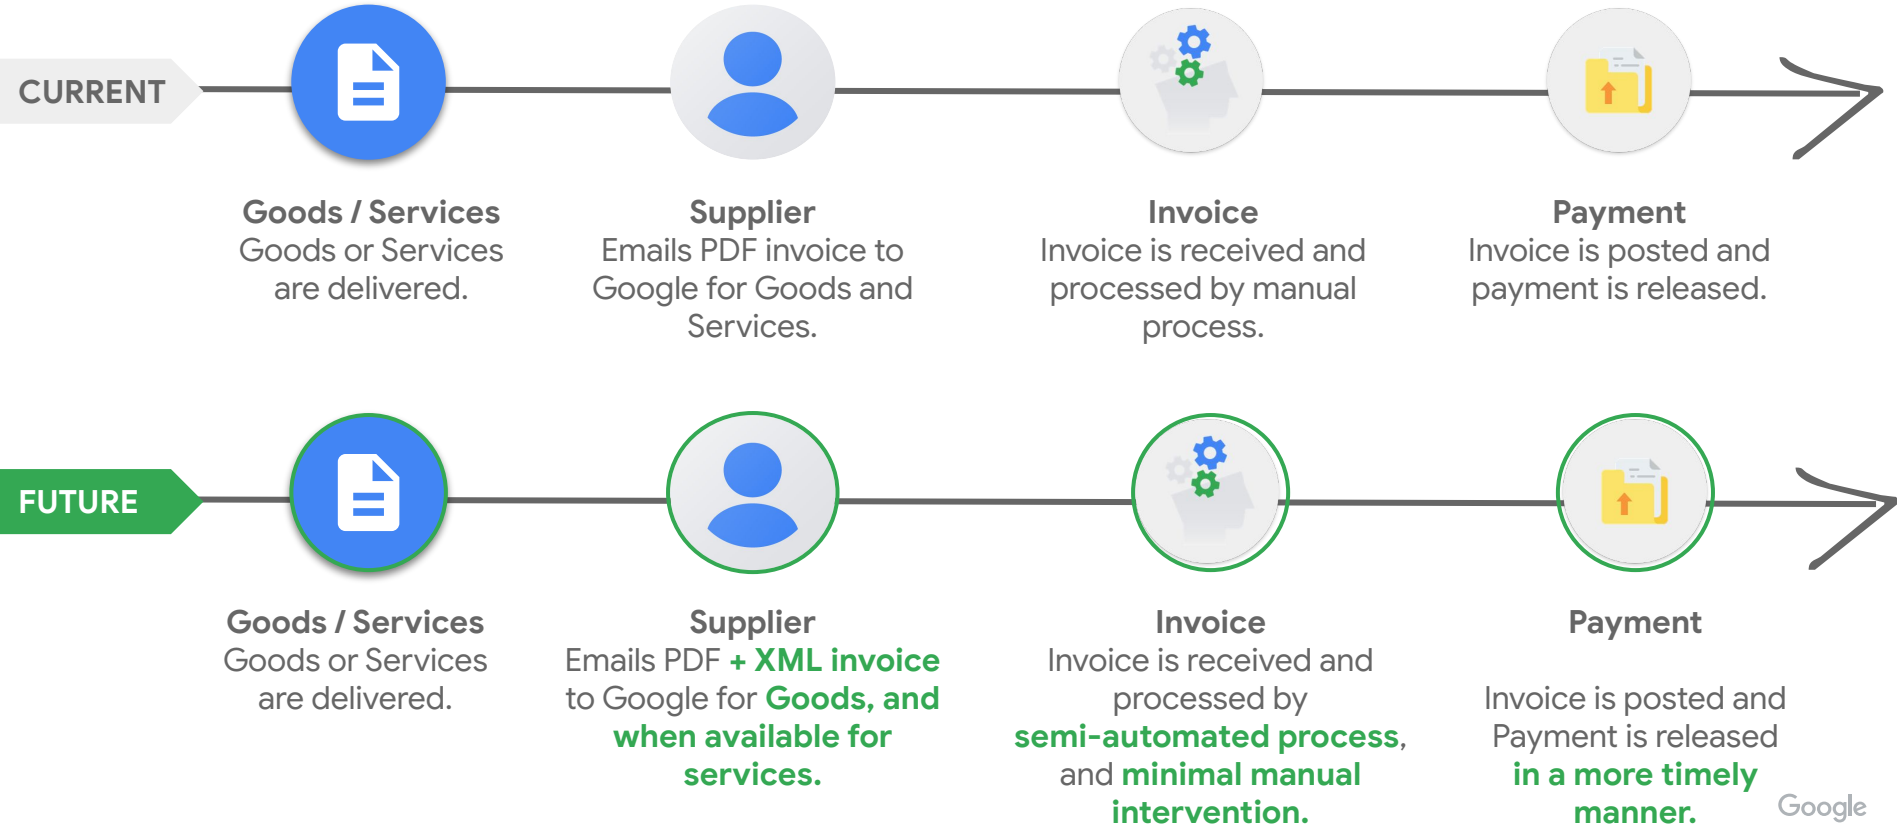 CURRENT
Goods / Services
Goods or Services
are delivered.
Supplier
Emails PDF invoice to
Google for Goods and
Services.
Invoice
Invoice is received and
processed by manual
process.
Payment
Invoice is posted and
payment is released.
FUTURE
Goods / Services
Goods or Services
are delivered.
Supplier
Emails PDF + XML invoice
to Google for Goods, and
when available for
services.
Invoice
Invoice is received and
processed by
semi-automated process,
and minimal manual
intervention.
Payment
Invoice is posted and
Payment is released
in a more timely
manner.
Google